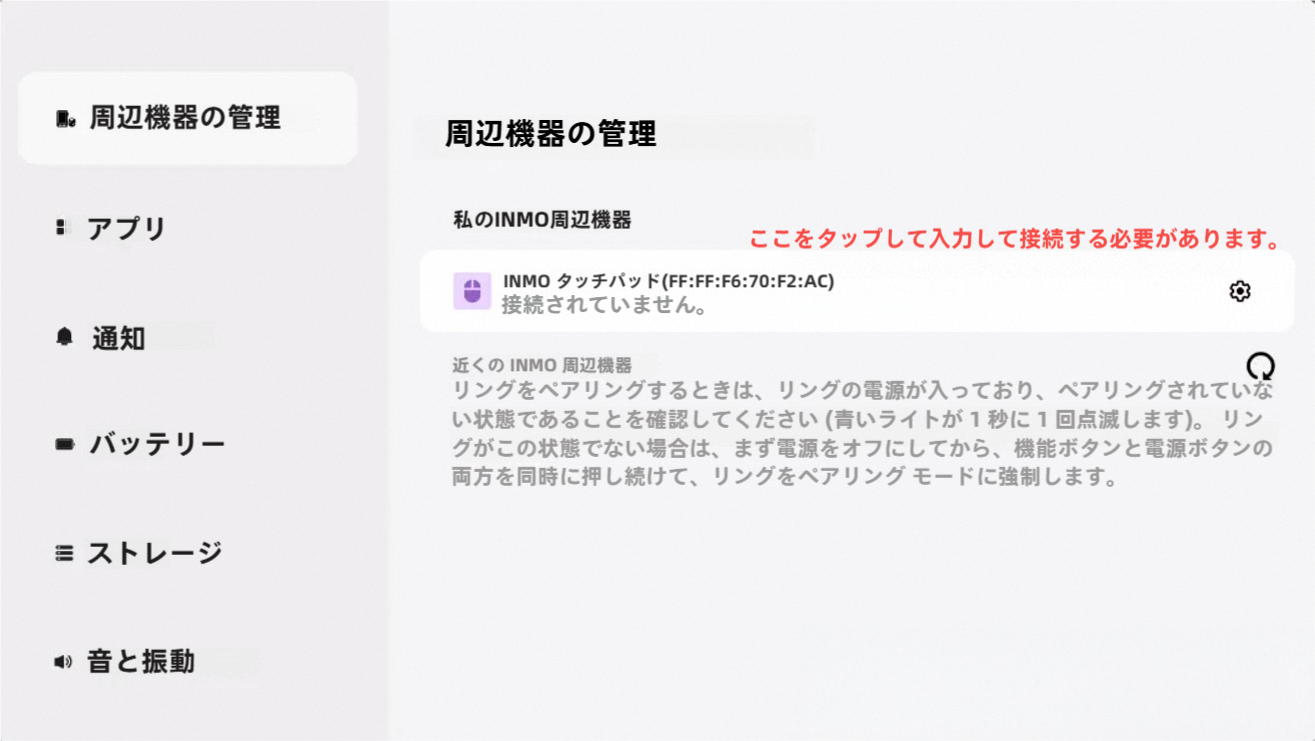 周辺機器の管理
アプリ
通知
バッテリー
ストレージ
音と振動
周辺機器の管理
私のINMO周辺機器
ここをタップして入力して接続する必要があります。
INMO タッチパッド(FF:FF:F6:70:F2:AC)
接続されていません。
近くの INMO 周辺機器
リングをペアリングするときは、リングの電源が入っており、ペアリングされていな
い状態であることを確認してください (青いライトが 1 秒に 1 回点滅します)。 リン
グがこの状態でない場合は、まず電源をオフにしてから、機能ボタンと電源ボタンの
両方を同時に押し続けて、リングをペアリング モードに強制します。